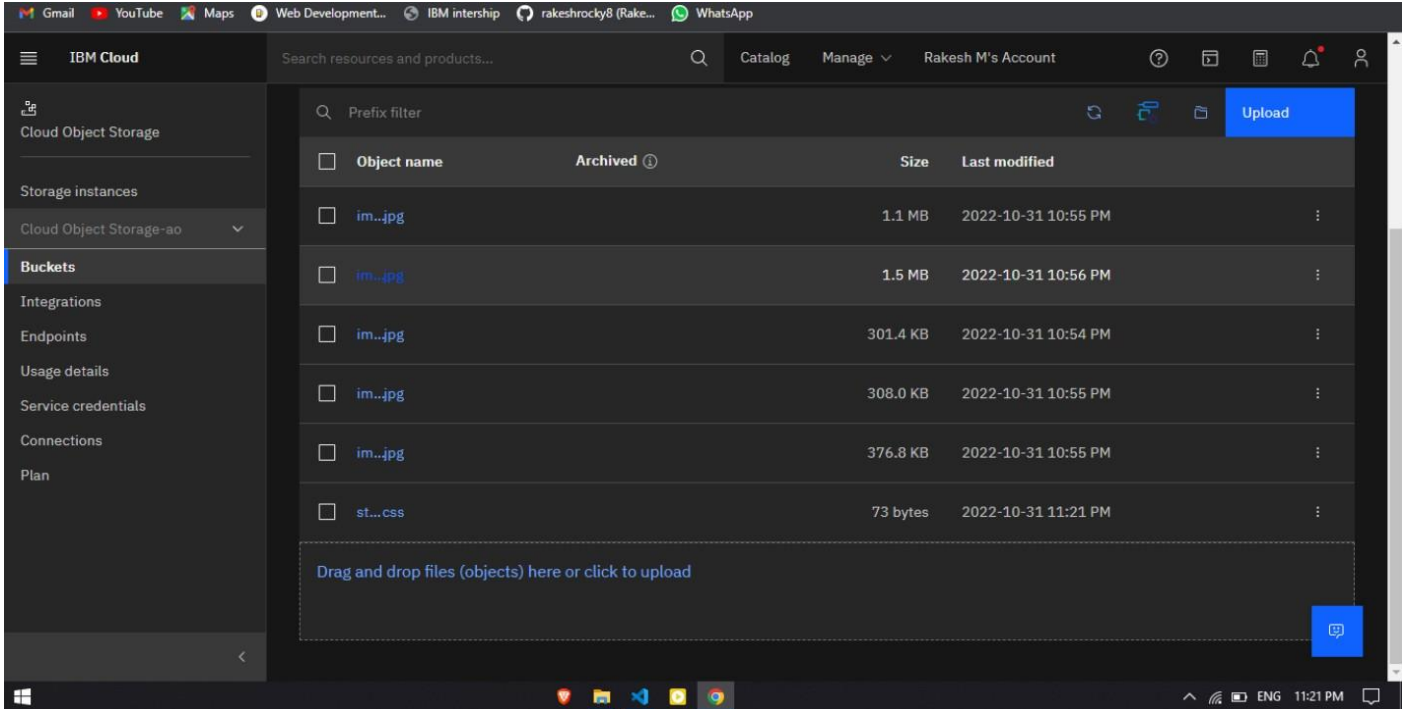 Gmail YouTube Maps Web Development... IBM intership rakeshrocky8 (Rake... WhatsApp
IBM Cloud Search resources and products... Catalog Manage Rakesh M's Account
Cloud Object Storage
Storage instances
Cloud Object Storage-ao
Buckets
Integrations
Endpoints
Usage details
Service credentials
Connections
Plan
Prefix filter Upload
Object name Archived Size Last modified
im...jpg 1.1 MB 2022-10-31 10:55 PM
im...jpg 1.5 MB 2022-10-31 10:56 PM
im...jpg 301.4 KB 2022-10-31 10:54 PM
im...jpg 308.0 KB 2022-10-31 10:55 PM
im...jpg 376.8 KB 2022-10-31 10:55 PM
st...css 73 bytes 2022-10-31 11:21 PM
Drag and drop files (objects) here or click to upload
ENG 11:21 PM